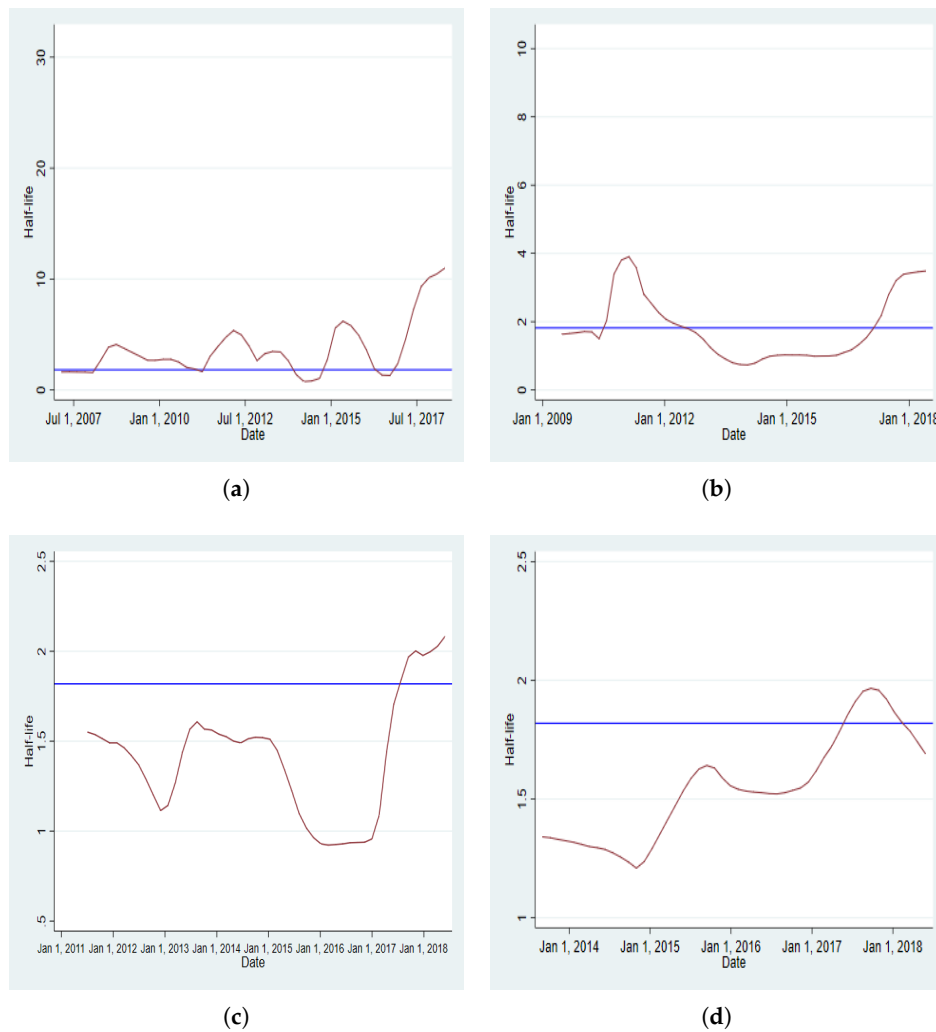 30
20
10
0
Half-life
Jul 1, 2007 Jan 1, 2010 Jul 1, 2012 Jan 1, 2015 Jul 1, 2017
Date
(a)
10
8
6
4
2
0
Half-life
Jan 1, 2009 Jan 1, 2012 Jan 1, 2015 Jan 1, 2018
Date
(b)
2.5
2
1.5
1
.5
Half-life
Jan 1, 2011 Jan 1, 2012 Jan 1, 2013 Jan 1, 2014 Jan 1, 2015 Jan 1, 2016 Jan 1, 2017 Jan 1, 2018
Date
(c)
2.5
2
1.5
1
Half-life
Jan 1, 2014 Jan 1, 2015 Jan 1, 2016 Jan 1, 2017 Jan 1, 2018
Date
(d)